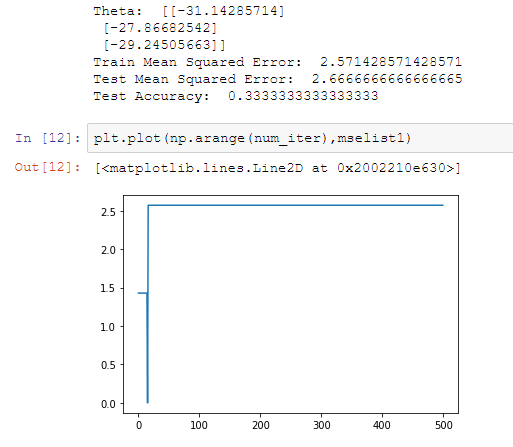 Theta:  [[-31.14285714]
 [-27.86682542]
 [-29.24505663]]
Train Mean Squared Error:  2.571428571428571
Test Mean Squared Error:  2.6666666666666665
Test Accuracy:  0.3333333333333333
In [12]: plt.plot(np.arange(num_iter),mselist1)
Out[12]: [<matplotlib.lines.Line2D at 0x2002210e630>]
2.5
2.0
1.5
1.0
0.5
0.0
0 100 200 300 400 500